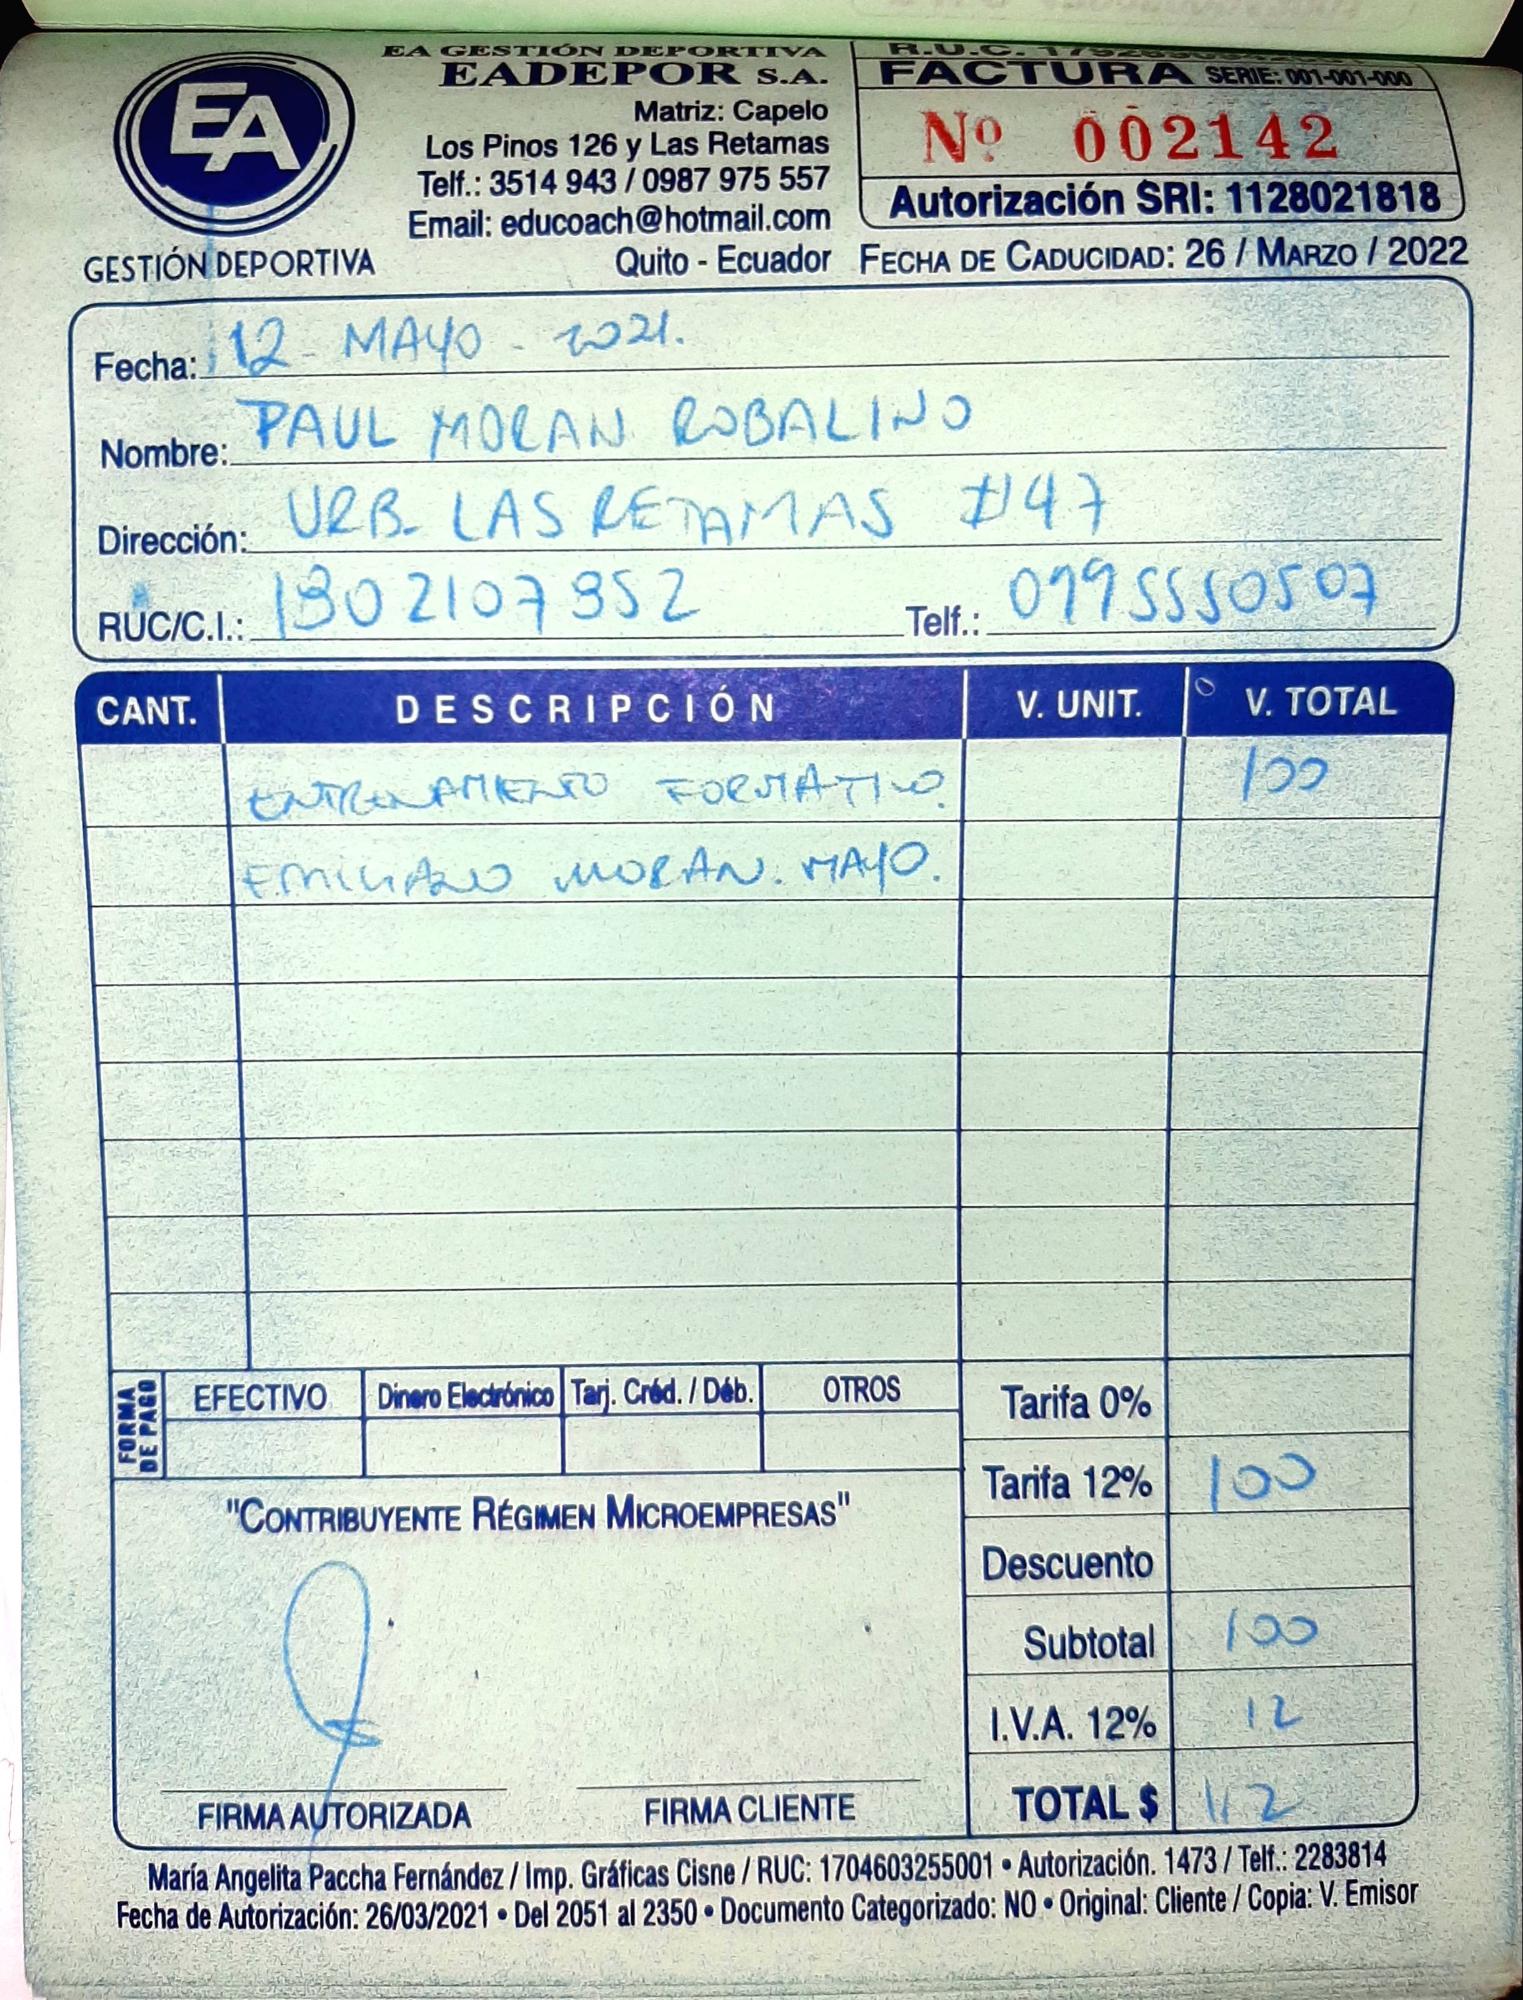 EA
GESTIÓN DEPORTIVA
EA GESTIÓN DEPORTIVA
EADEPOR S.A.
Matriz: Capelo
Los Pinos 126 y Las Retamas
Telf.: 3514 943 / 0987 975 557
Email: educoach@hotmail.com
Quito - Ecuador
R.U.C.
FACTURA SERIE: 001-001-000
Nº 002142
Autorización SRI: 1128021818
FECHA DE CADUCIDAD: 26 / MARZO / 2022
Fecha: 12 - MAYO - 2021.
Nombre: PAUL MORAN ROBALINO
Dirección: URB. LAS RETAMAS #47
RUC/C.I.: 1302107352 Telf.: 0995550507
CANT. DESCRIPCIÓN V. UNIT. V. TOTAL
ENTRENAMIENTO FORMATIVO. 100
EMILIANO MORAN. MAYO.
FORMA DE PAGO
EFECTIVO Dinero Electrónico Tarj. Créd. / Déb. OTROS
Tarifa 0%
Tarifa 12% 100
Descuento
Subtotal 100
I.V.A. 12% 12
TOTAL $ 112
"CONTRIBUYENTE RÉGIMEN MICROEMPRESAS"
FIRMA AUTORIZADA FIRMA CLIENTE
María Angelita Paccha Fernández / Imp. Gráficas Cisne / RUC: 1704603255001 • Autorización. 1473 / Telf.: 2283814
Fecha de Autorización: 26/03/2021 • Del 2051 al 2350 • Documento Categorizado: NO • Original: Cliente / Copia: V. Emisor